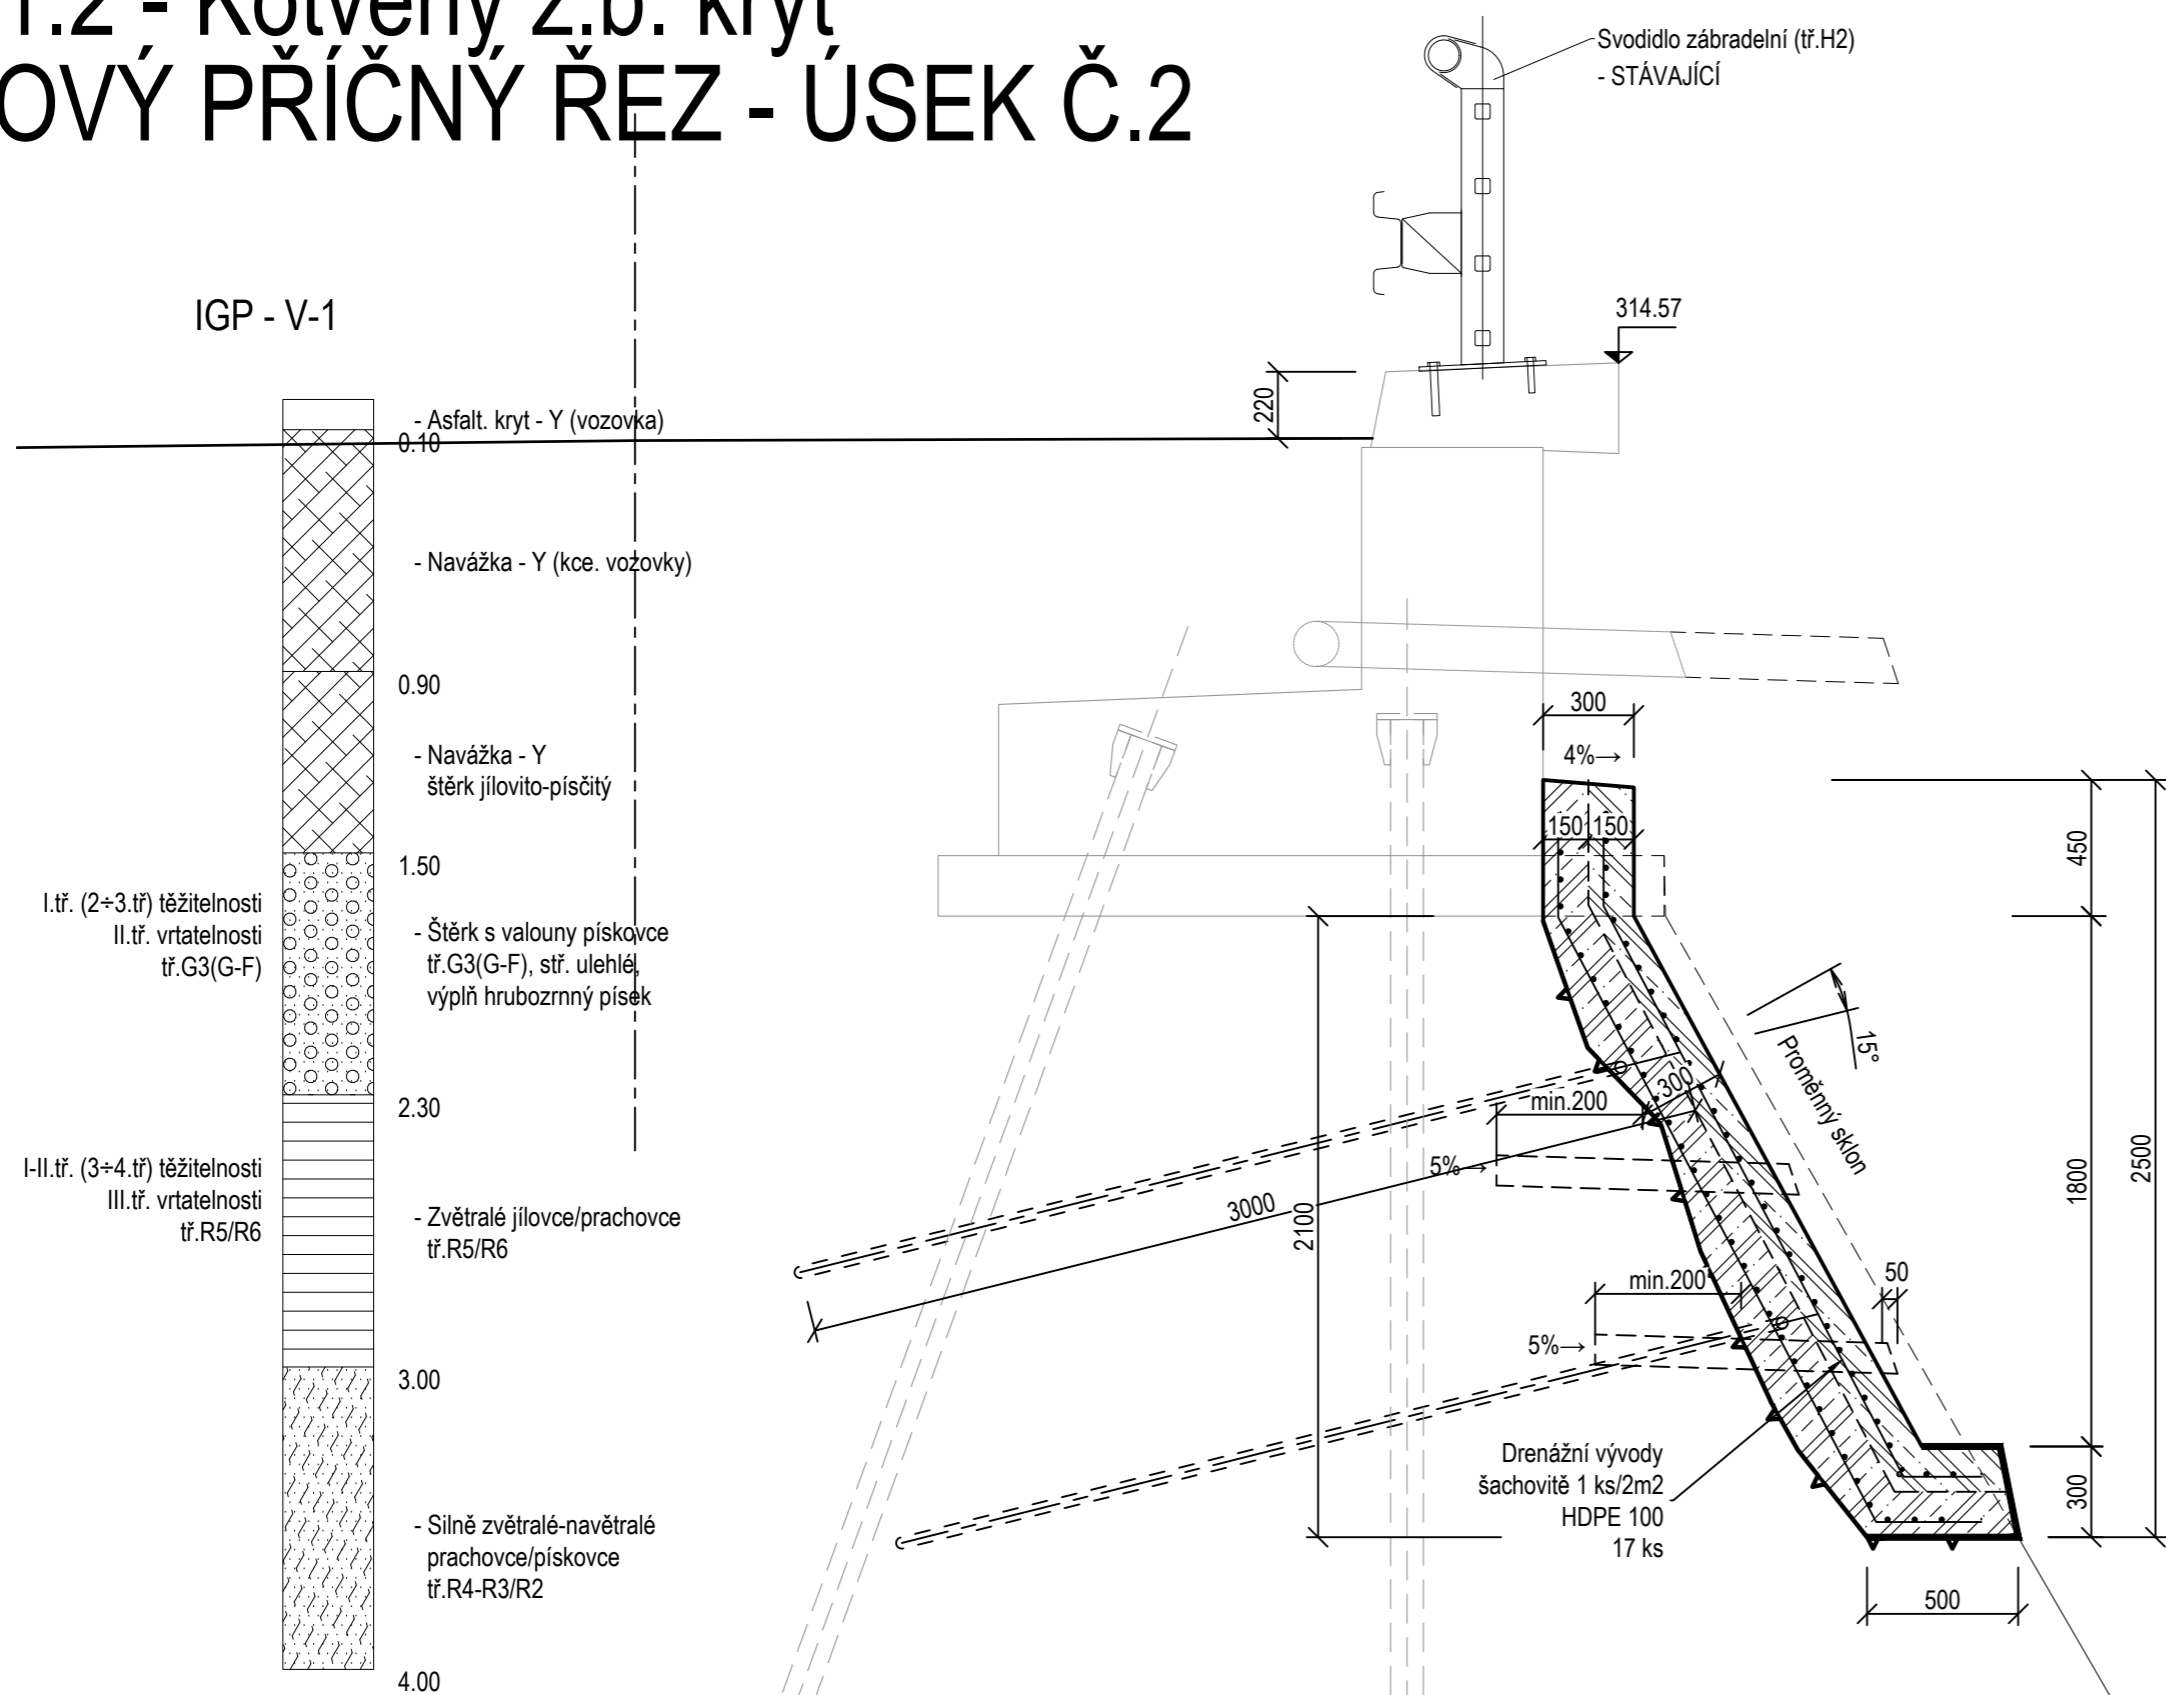 1.2 - Kotvený ž.b. kryt
OVÝ PŘÍČNÝ ŘEZ - ÚSEK Č.2
Svodidlo zábradelní (tř.H2)
- STÁVAJÍCÍ
IGP - V-1
314.57
220
- Asfalt. kryt - Y (vozovka)
0.10
- Navážka - Y (kce. vozovky)
0.90
- Navážka - Y
štěrk jílovito-písčitý
1.50
I.tř. (2÷3.tř) těžitelnosti
II.tř. vrtatelnosti
tř.G3(G-F)
- Štěrk s valouny pískovce
tř.G3(G-F), stř. ulehlé,
výplň hrubozrnný písek
2.30
I-II.tř. (3÷4.tř) těžitelnosti
III.tř. vrtatelnosti
tř.R5/R6
- Zvětralé jílovce/prachovce
tř.R5/R6
3.00
- Silně zvětralé-navětralé
prachovce/pískovce
tř.R4-R3/R2
4.00
300
4%→
150
150
450
15°
Proměnný sklon
300
min.200
5%→
3000
2100
1800
2500
min.200
50
5%→
Drenážní vývody
šachovitě 1 ks/2m2
HDPE 100
17 ks
300
500